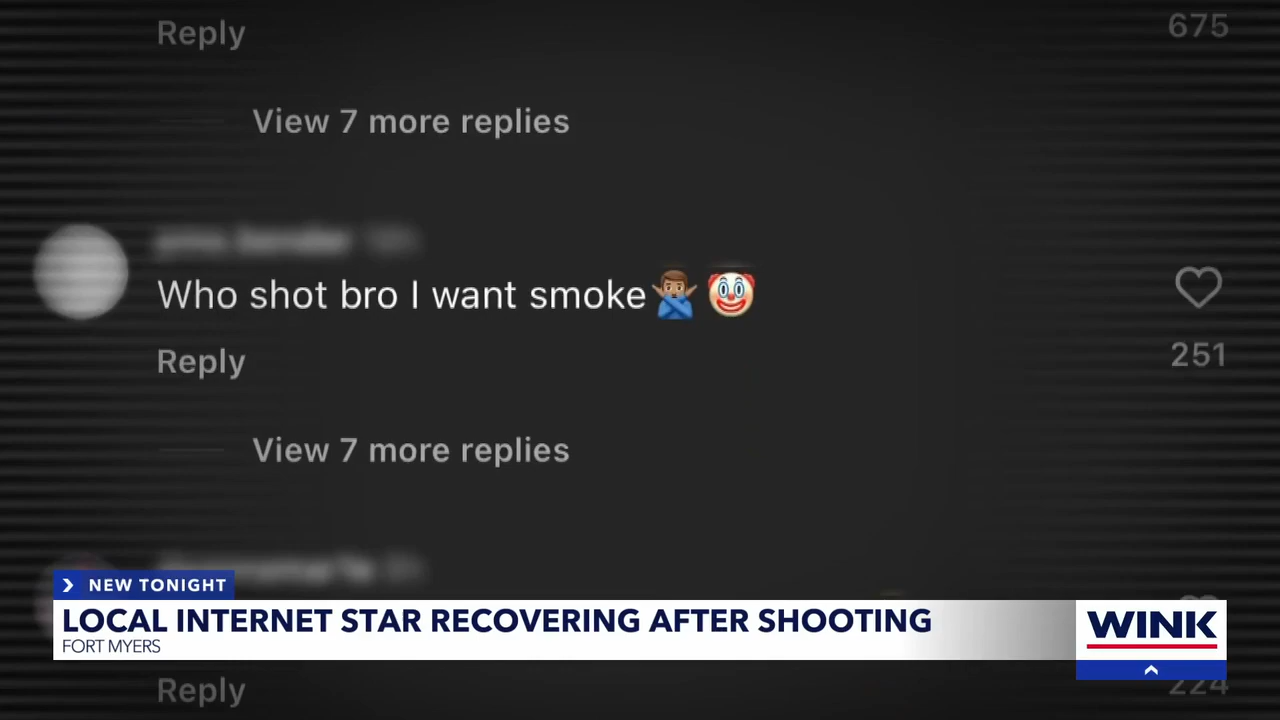 Reply
675
View 7 more replies
Who shot bro I want smoke🙅🏽‍♂️🤡
Reply
251
View 7 more replies
NEW TONIGHT
LOCAL INTERNET STAR RECOVERING AFTER SHOOTING
FORT MYERS
WINK
Reply
224